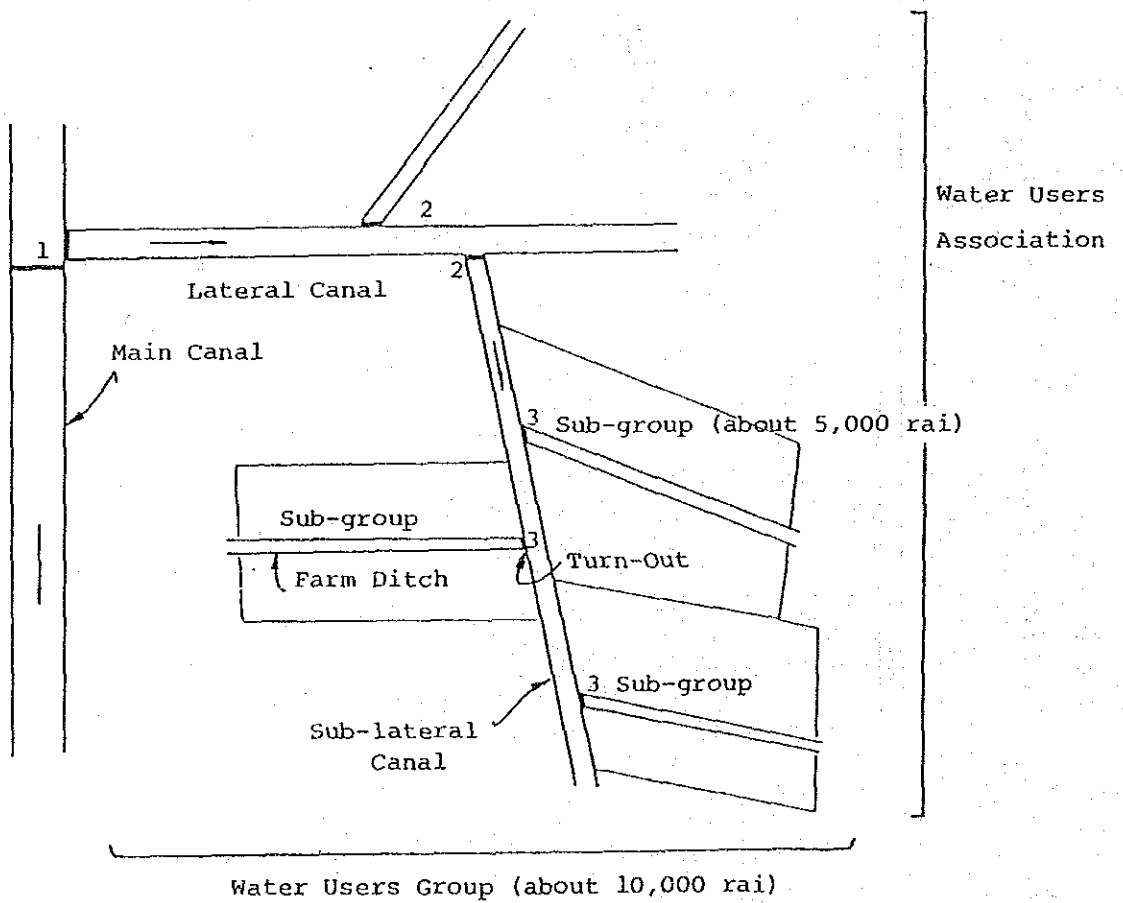 2
Water Users
Association
1
2
Lateral Canal
Main Canal
3 Sub-group (about 5,000 rai)
Sub-group
3
Turn-Out
Farm Ditch
3 Sub-group
Sub-lateral
Canal
Water Users Group (about 10,000 rai)